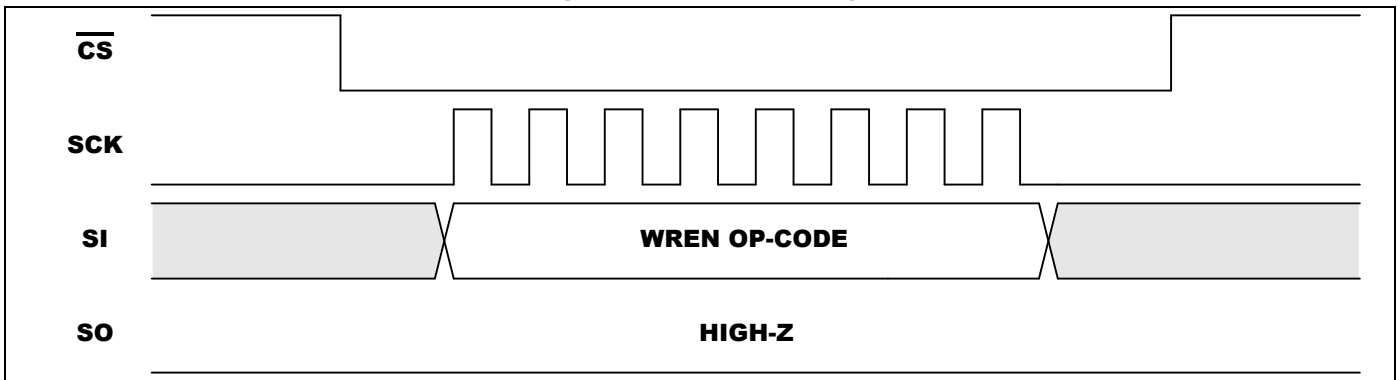 CS
SCK
SI
WREN OP-CODE
SO
HIGH-Z